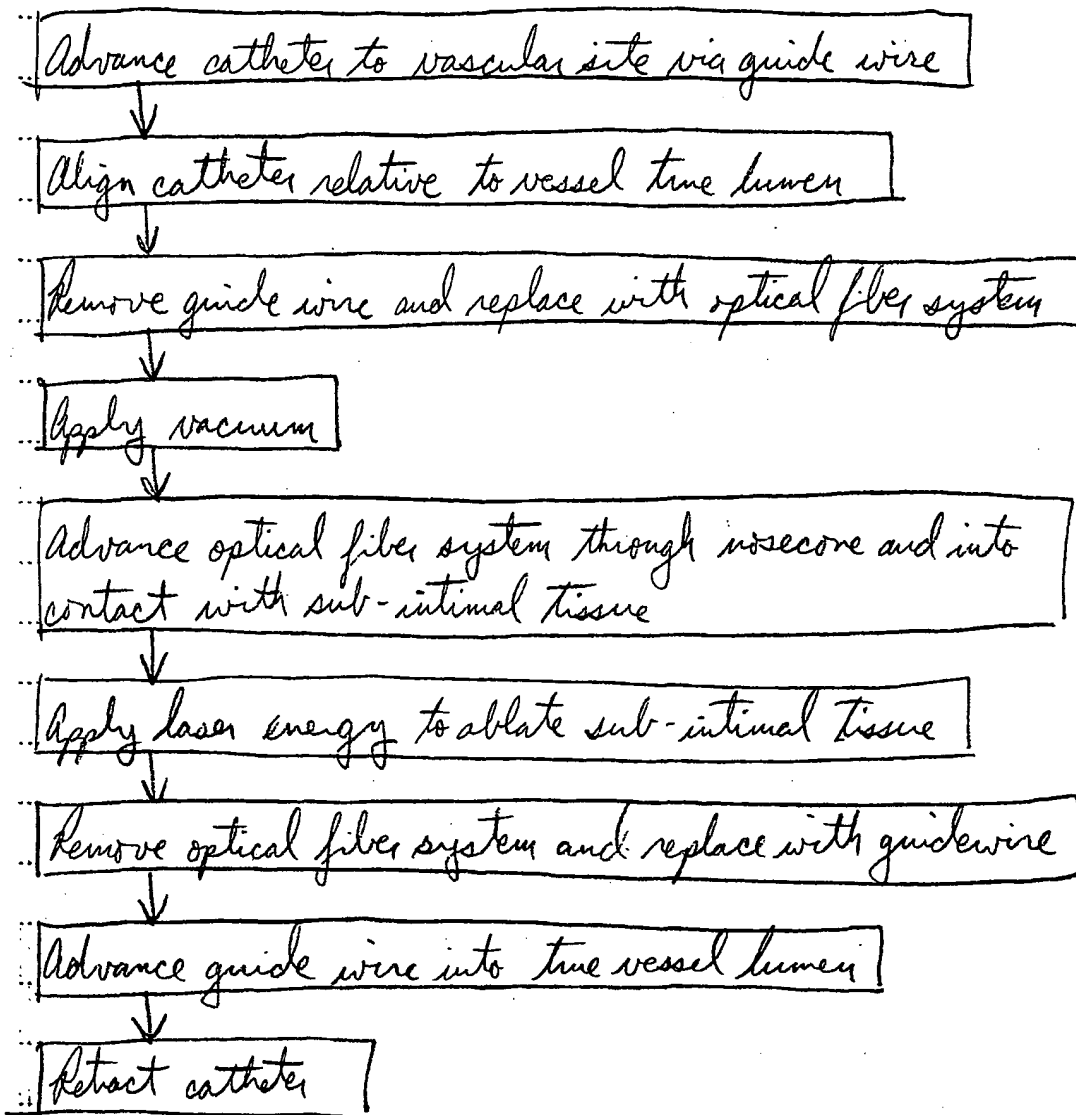 Advance catheter to vascular site via guide wire
Align catheter relative to vessel true lumen
Remove guide wire and replace with optical fiber system
Apply vacuum
Advance optical fiber system through nosecone and into
contact with sub-intimal tissue
Apply laser energy to ablate sub-intimal tissue
Remove optical fiber system and replace with guidewire
Advance guide wire into true vessel lumen
Retract catheter